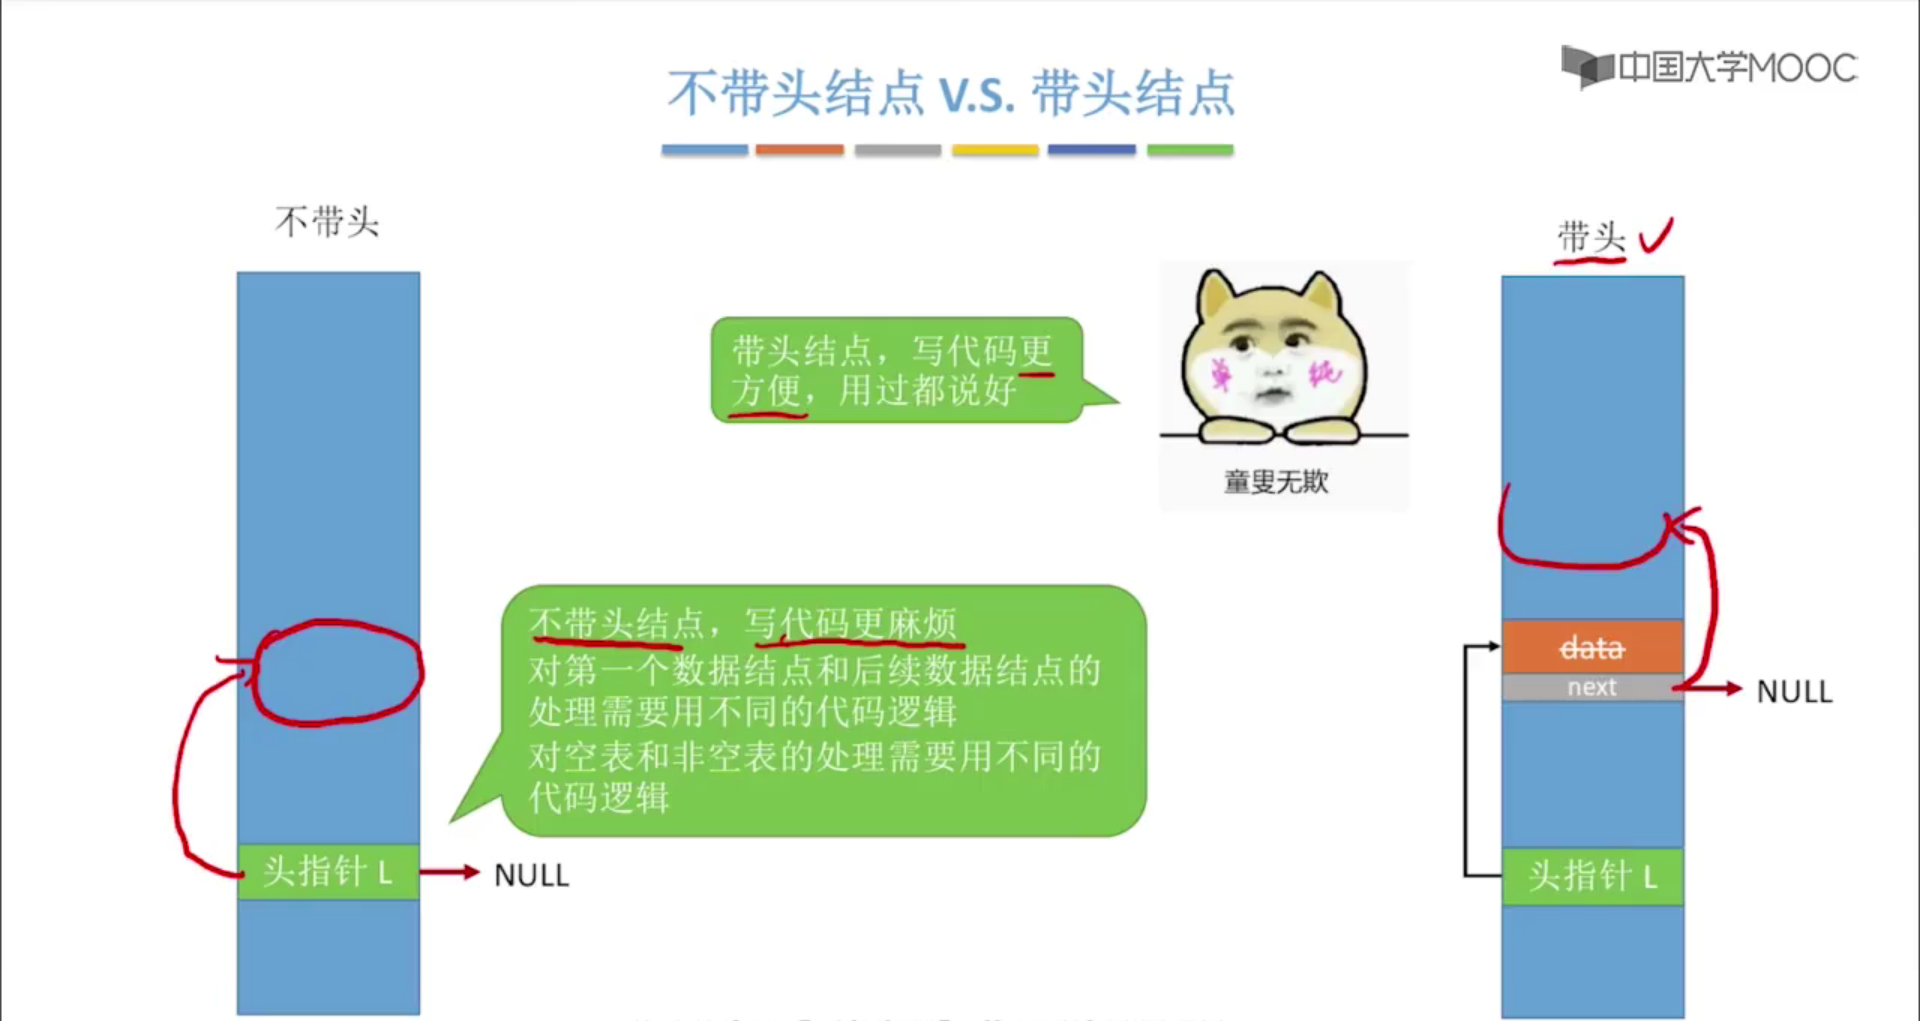 中国大学MOOC
不带头结点 V.S. 带头结点
不带头
带头
带头结点，写代码更
方便，用过都说好
单 纯
童叟无欺
不带头结点，写代码更麻烦
对第一个数据结点和后续数据结点的
处理需要用不同的代码逻辑
对空表和非空表的处理需要用不同的
代码逻辑
data
next
NULL
头指针 L
NULL
头指针 L